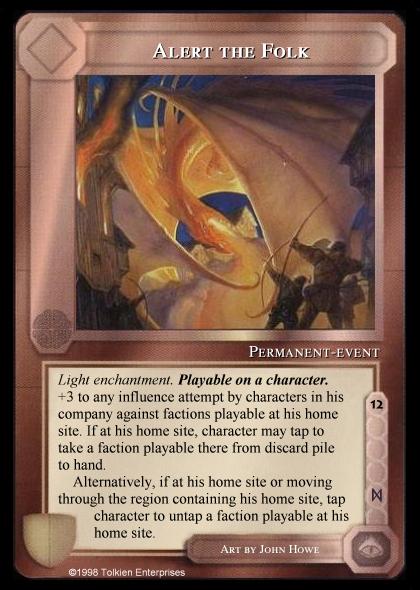 Alert the Folk
Permanent-event
Light enchantment. Playable on a character.
+3 to any influence attempt by characters in his
company against factions playable at his home
site. If at his home site, character may tap to
take a faction playable there from discard pile
to hand.
Alternatively, if at his home site or moving
through the region containing his home site, tap
character to untap a faction playable at his
home site.
12
Art by John Howe
©1998 Tolkien Enterprises